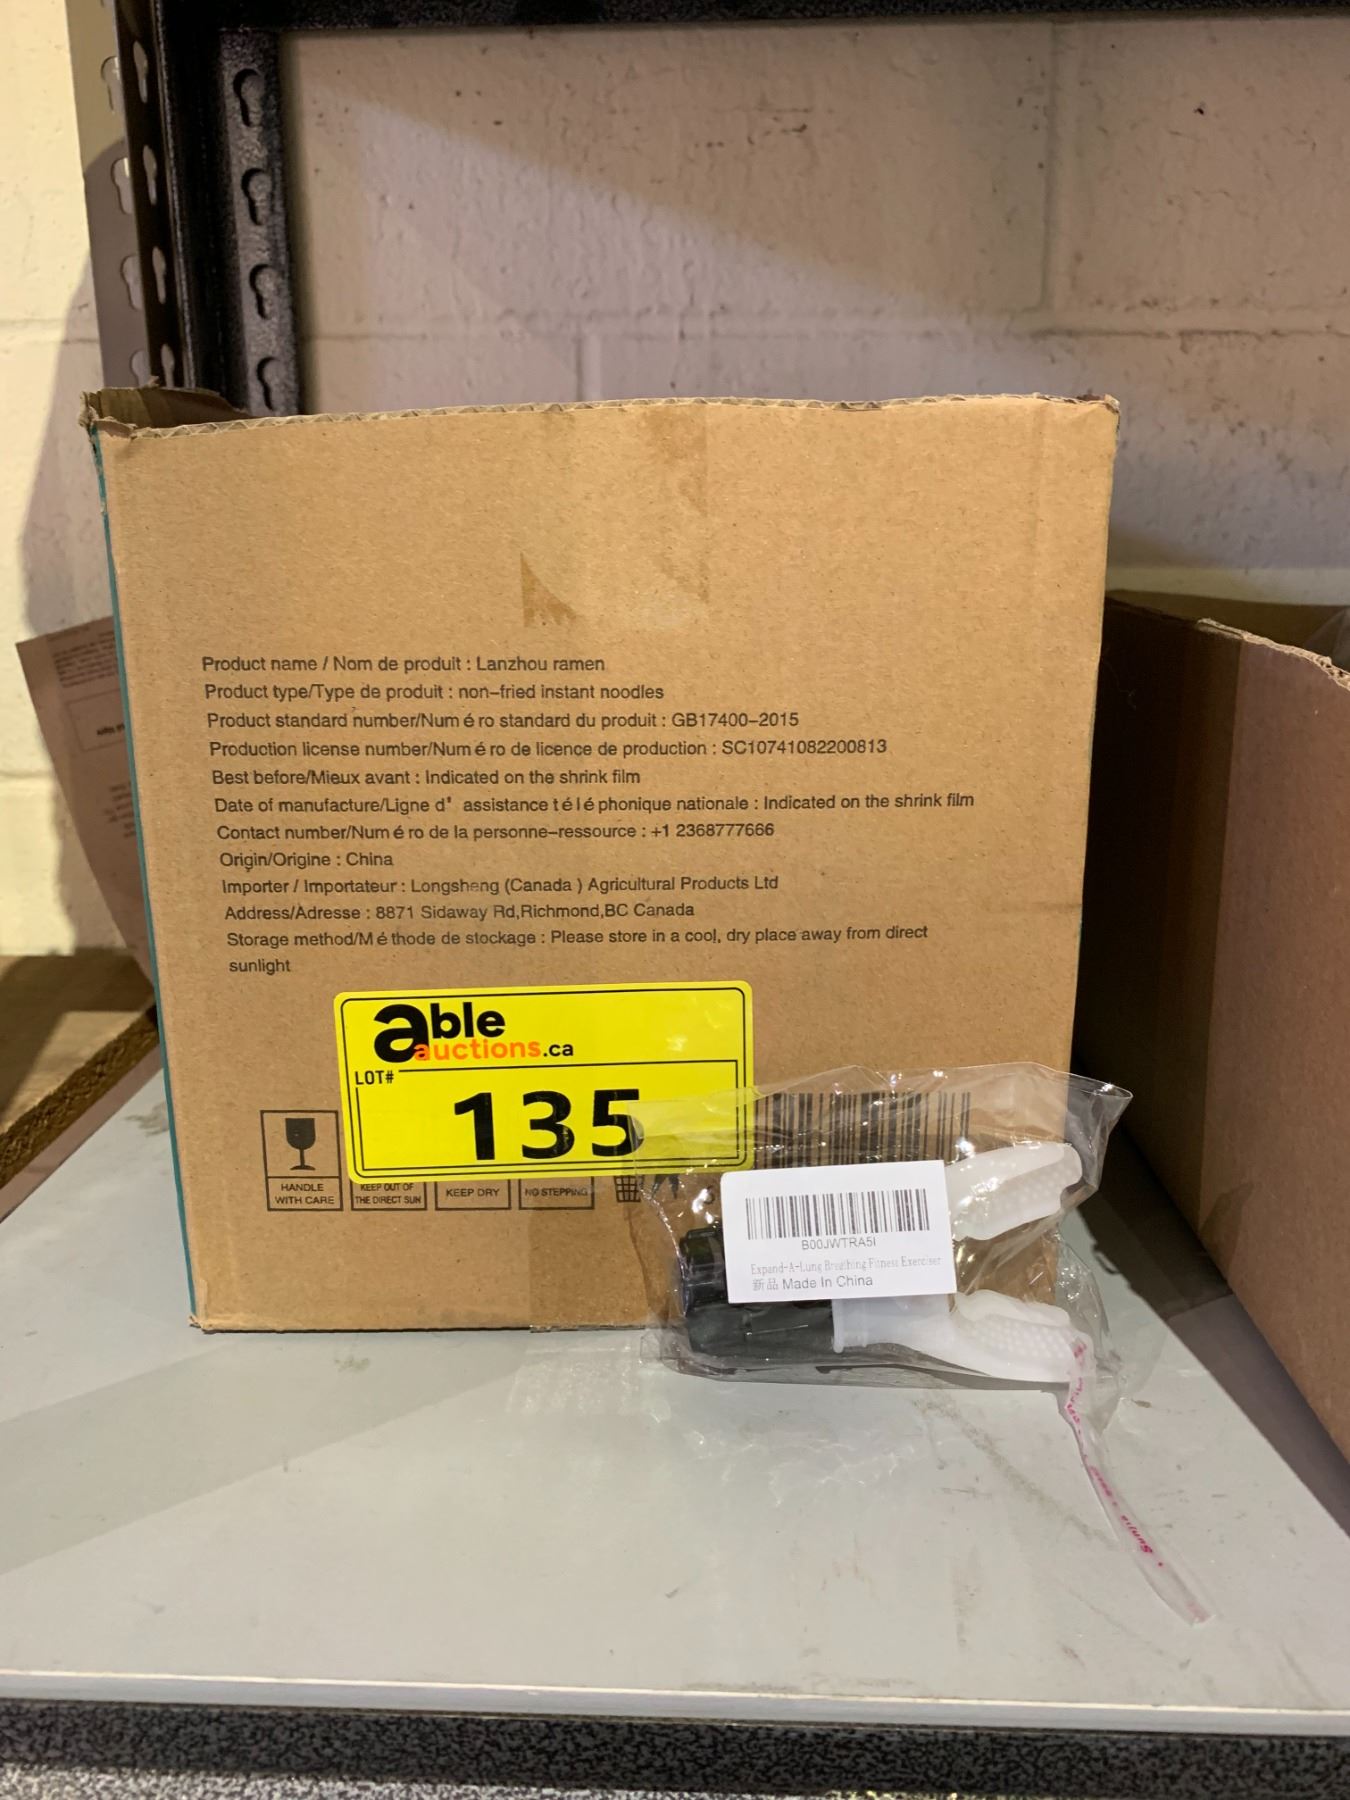 Product name / Nom de produit : Lanzhou ramen
Product type/Type de produit : non-fried instant noodles
Product standard number/Num é ro standard du produit : GB17400-2015
Production license number/Num é ro de licence de production : SC10741082200813
Best before/Mieux avant : Indicated on the shrink film
Date of manufacture/Ligne d' assistance t é l é phonique nationale : Indicated on the shrink film
Contact number/Num é ro de la personne-ressource : +1 2368777666
Origin/Origine : China
Importer / Importateur : Longsheng (Canada ) Agricultural Products Ltd
Address/Adresse : 8871 Sidaway Rd,Richmond,BC Canada
Storage method/M é thode de stockage : Please store in a cool, dry place away from direct
sunlight
able
auctions.ca
LOT#
135
HANDLE
WITH CARE
KEEP OUT OF
THE DIRECT SUN
KEEP DRY
NO STEPPING
B00JWTRA5I
Expand-A-Lung Breathing Fitness Exerciser
新品 Made In China